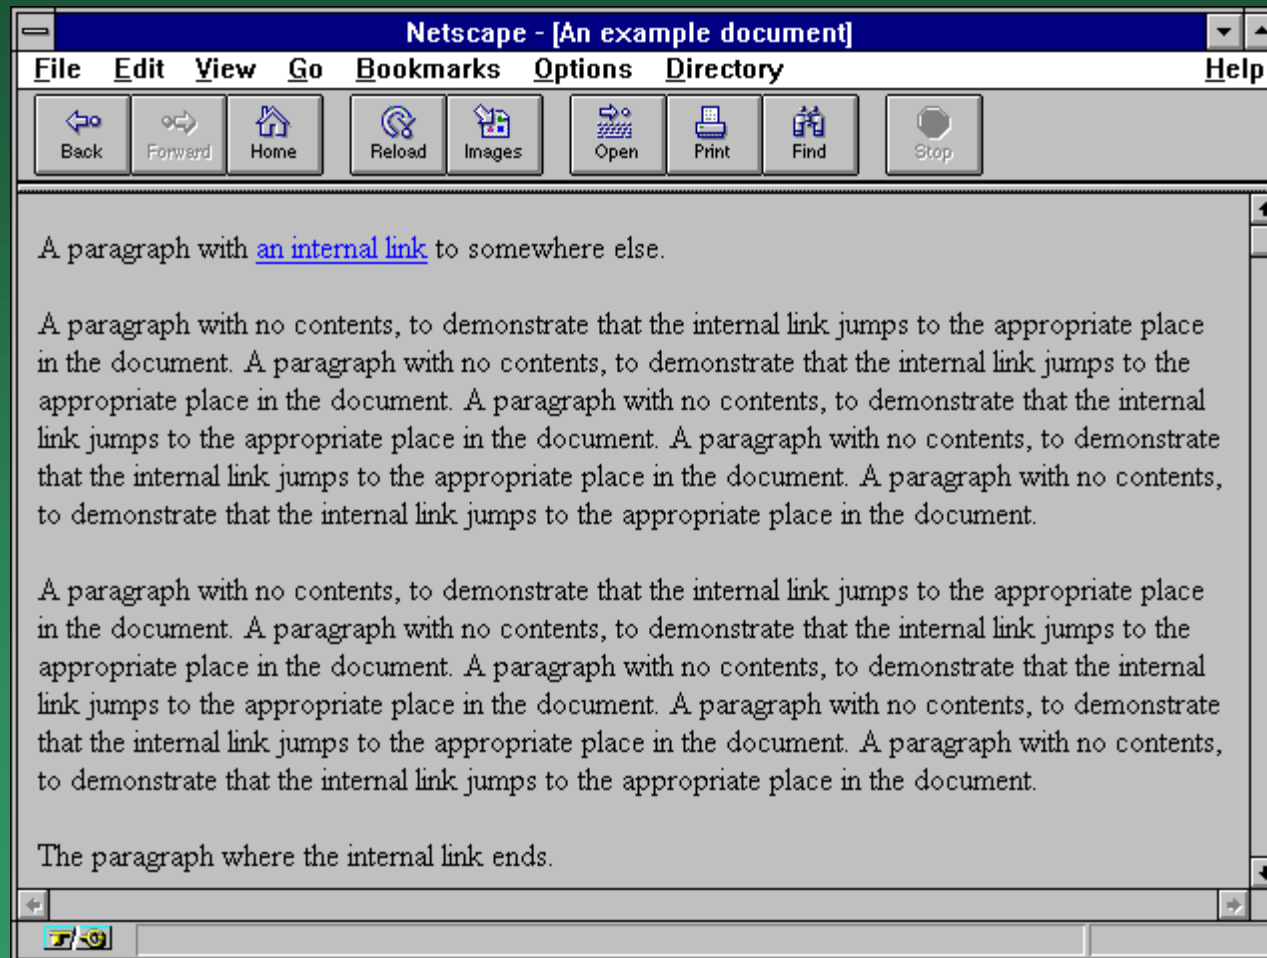 Netscape - [An example document]
File Edit View Go Bookmarks Options Directory Help
Back Forward Home Reload Images Open Print Find Stop
A paragraph with an internal link to somewhere else.
A paragraph with no contents, to demonstrate that the internal link jumps to the appropriate place
in the document. A paragraph with no contents, to demonstrate that the internal link jumps to the
appropriate place in the document. A paragraph with no contents, to demonstrate that the internal
link jumps to the appropriate place in the document. A paragraph with no contents, to demonstrate
that the internal link jumps to the appropriate place in the document. A paragraph with no contents,
to demonstrate that the internal link jumps to the appropriate place in the document.
A paragraph with no contents, to demonstrate that the internal link jumps to the appropriate place
in the document. A paragraph with no contents, to demonstrate that the internal link jumps to the
appropriate place in the document. A paragraph with no contents, to demonstrate that the internal
link jumps to the appropriate place in the document. A paragraph with no contents, to demonstrate
that the internal link jumps to the appropriate place in the document. A paragraph with no contents,
to demonstrate that the internal link jumps to the appropriate place in the document.
The paragraph where the internal link ends.